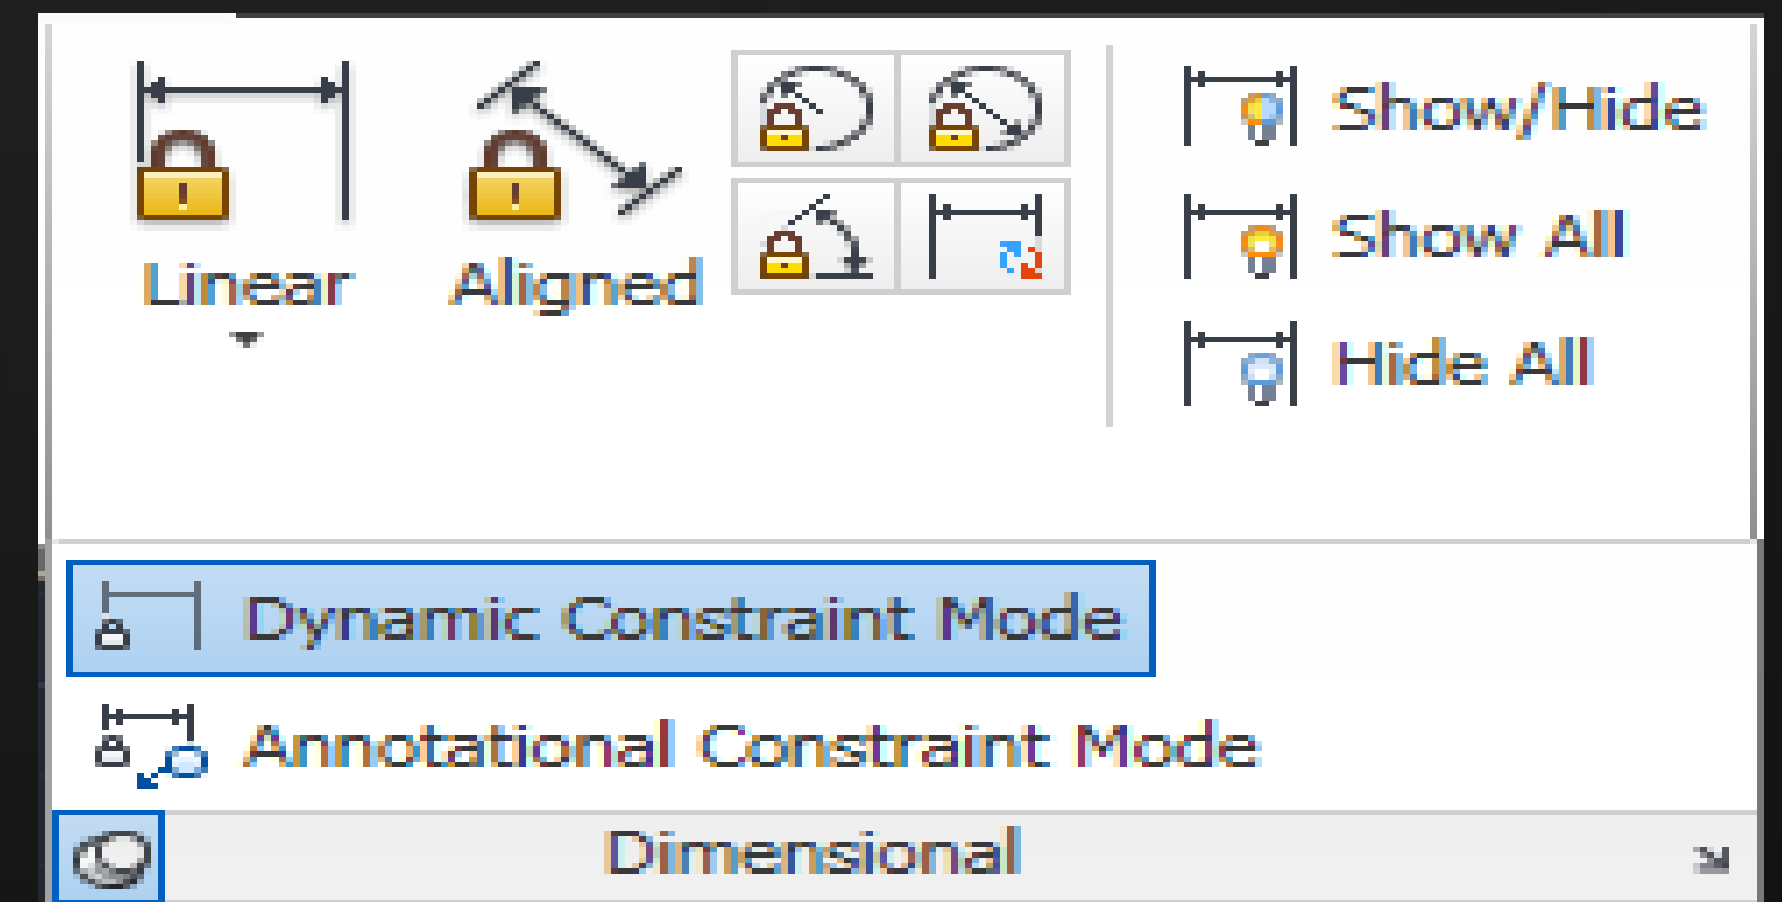 Linear
Aligned
Show/Hide
Show All
Hide All
Dynamic Constraint Mode
Annotational Constraint Mode
Dimensional